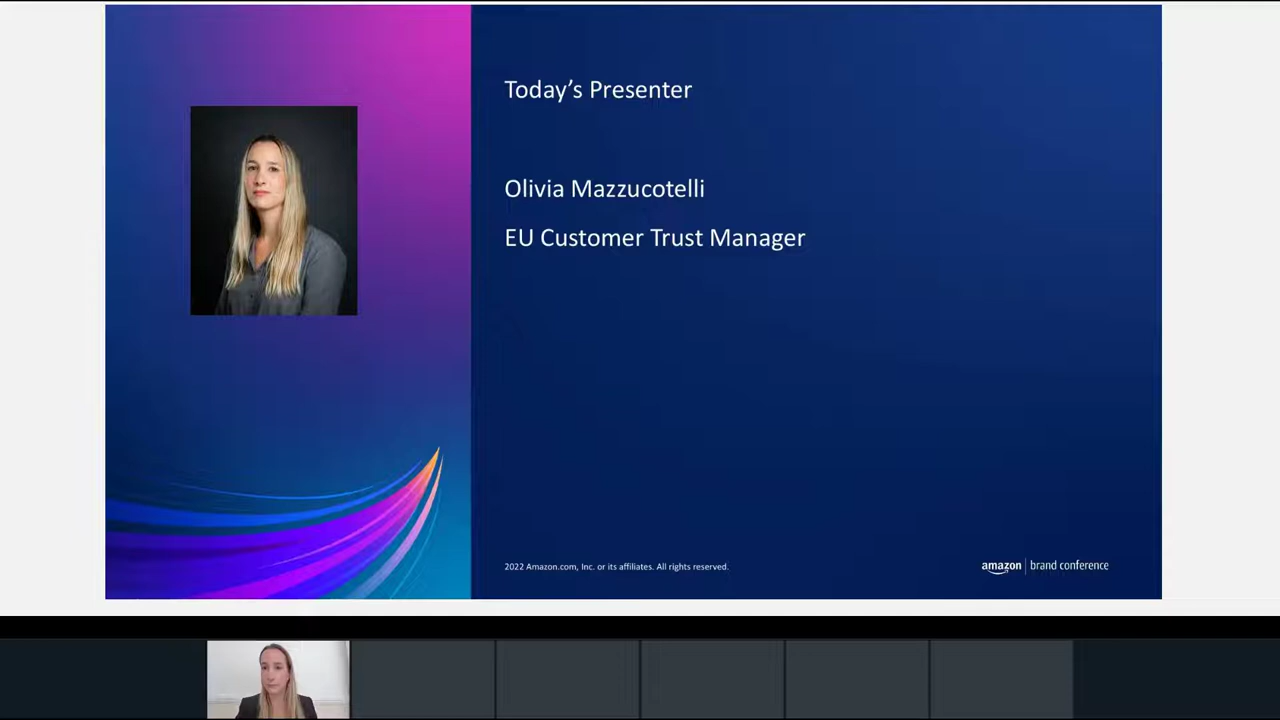 Today’s Presenter
Olivia Mazzucotelli
EU Customer Trust Manager
2022 Amazon.com, Inc. or its affiliates. All rights reserved.
amazon | brand conference